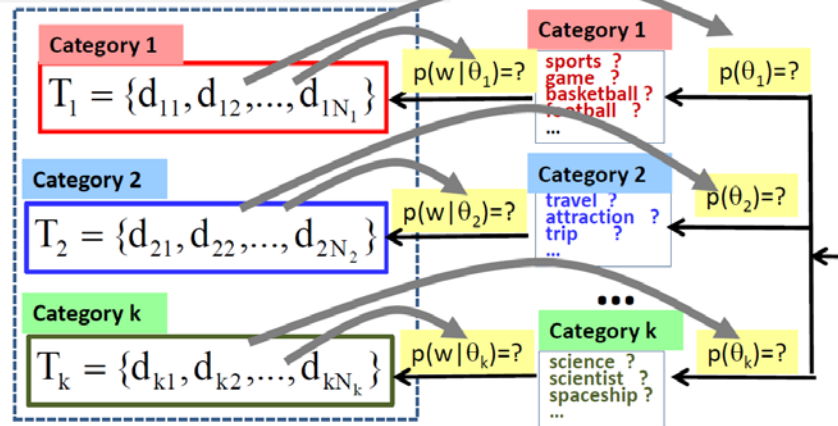 Category 1
T₁ = {d₁₁,d₁₂,...,d₁N₁}
p(w|θ₁)=?
Category 1
sports ?
game ?
basketball ?
football ?
...
p(θ₁)=?
Category 2
T₂ = {d₂₁,d₂₂,...,d₂N₂}
p(w|θ₂)=?
Category 2
travel ?
attraction ?
trip ?
...
p(θ₂)=?
...
Category k
Tₖ = {dₖ₁,dₖ₂,...,dₖNₖ}
p(w|θₖ)=?
Category k
science ?
scientist ?
spaceship ?
...
p(θₖ)=?